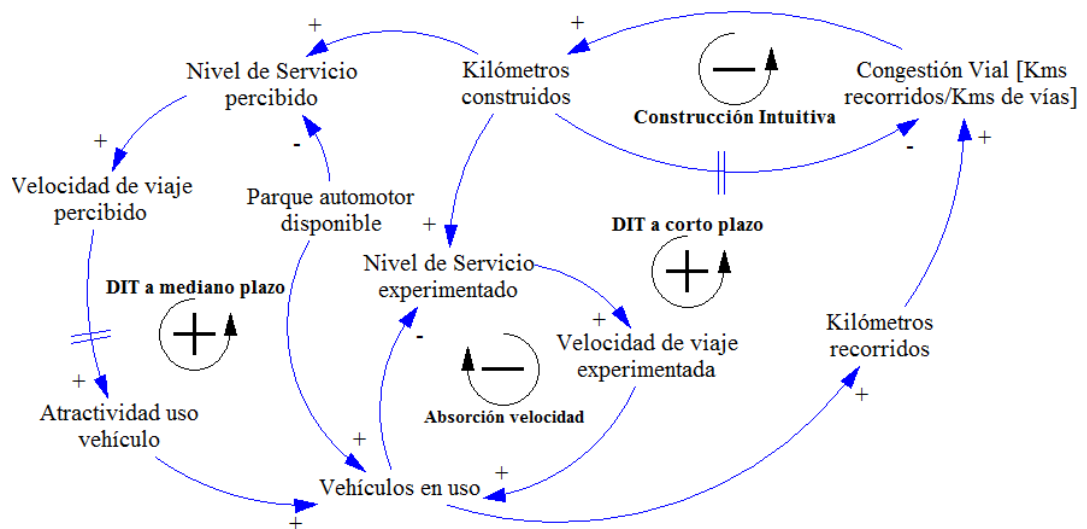 +
+
Nivel de Servicio
percibido
Kilómetros
construidos
Construcción Intuitiva
Congestión Vial [Kms
recorridos/Kms de vías]
+
-
-
+
Velocidad de viaje
percibido
Parque automotor
disponible
+
DIT a corto plazo
Nivel de Servicio
experimentado
DIT a mediano plazo
+
-
Velocidad de viaje
experimentada
Kilómetros
recorridos
+
+
Atractividad uso
vehículo
Absorción velocidad
+
+
Vehículos en uso
+